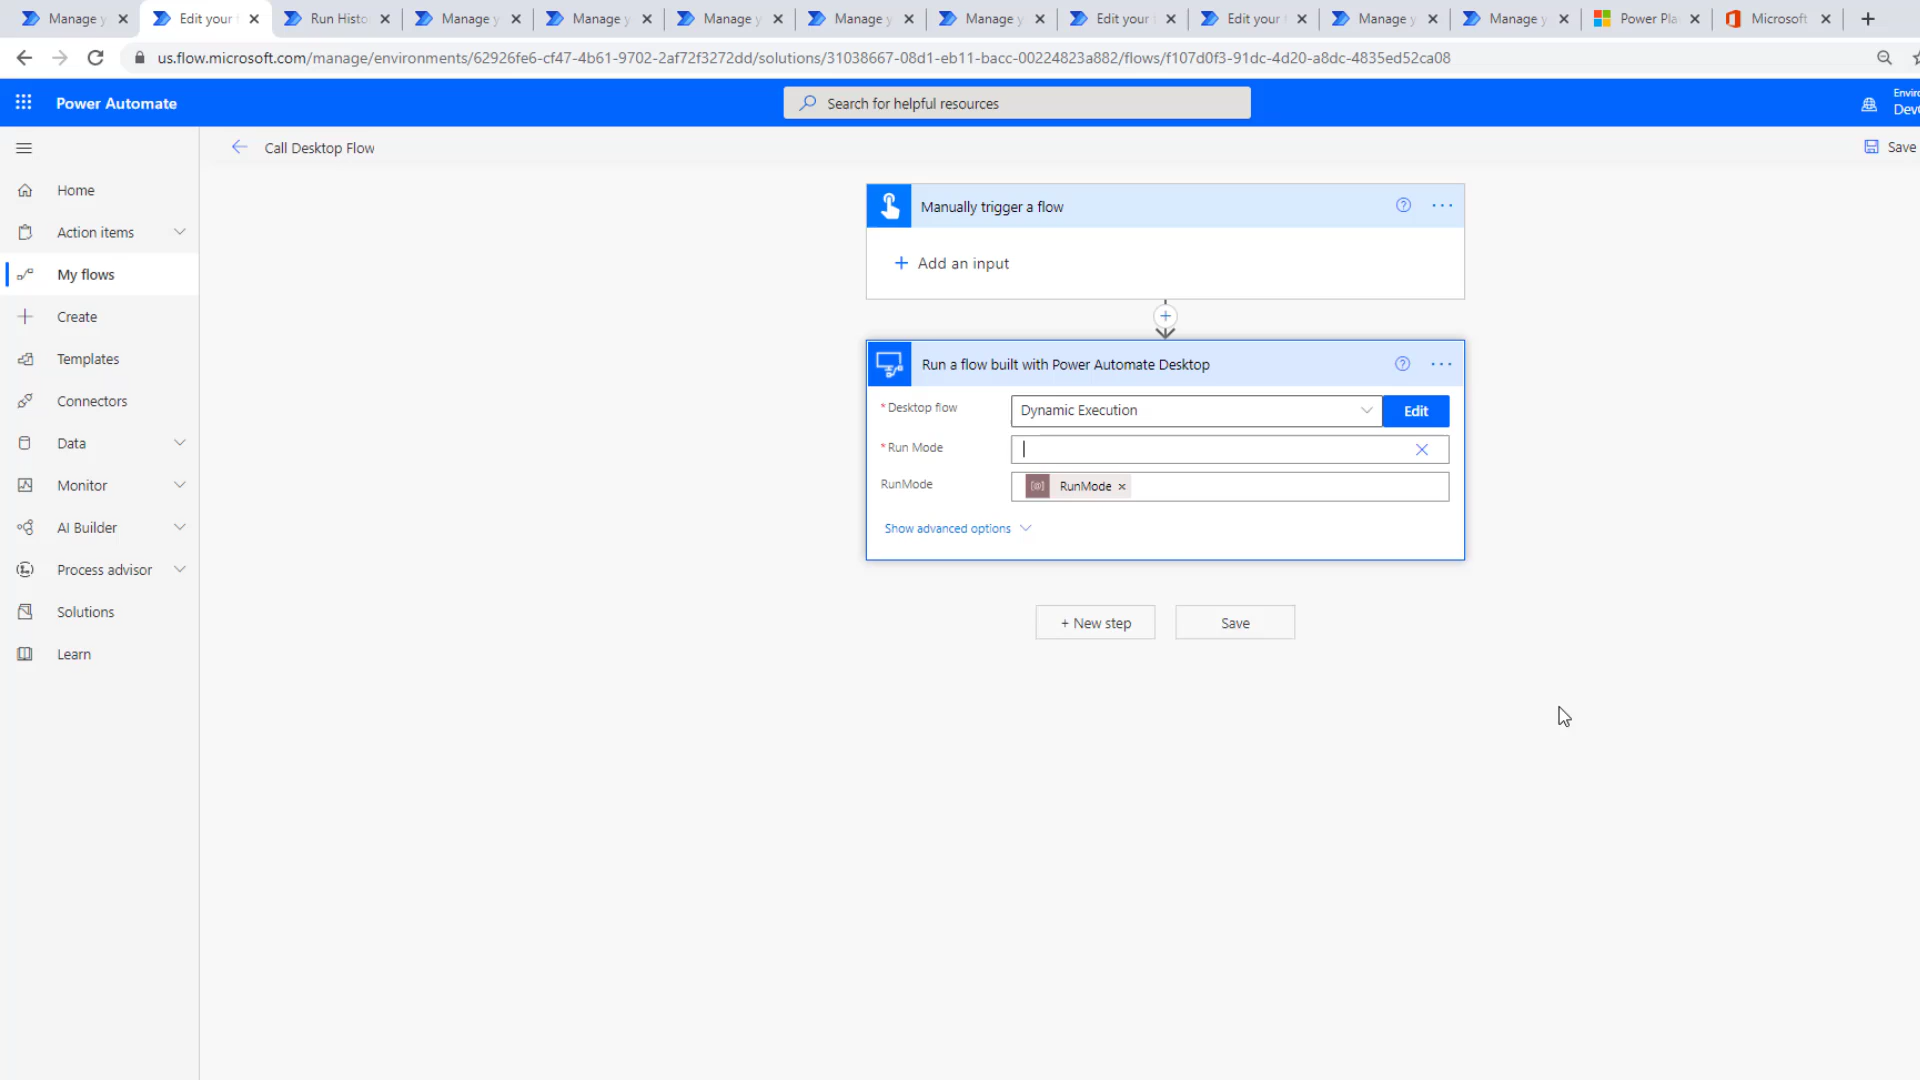 Manage y
Edit your
Run Histo
Manage y
Manage y
Manage y
Manage y
Manage y
Edit your
Edit your
Manage y
Manage y
Power Pla
Microsoft
us.flow.microsoft.com/manage/environments/62926fe6-cf47-4b61-9702-2af72f3272dd/solutions/31038667-08d1-eb11-bacc-00224823a882/flows/f107d0f3-91dc-4d20-a8dc-4835ed52ca08
Power Automate
Search for helpful resources
Enviro
Dev
Call Desktop Flow
Save
Home
Action items
My flows
Create
Templates
Connectors
Data
Monitor
AI Builder
Process advisor
Solutions
Learn
Manually trigger a flow
+ Add an input
Run a flow built with Power Automate Desktop
* Desktop flow
Dynamic Execution
Edit
* Run Mode
RunMode
RunMode ×
Show advanced options
+ New step
Save